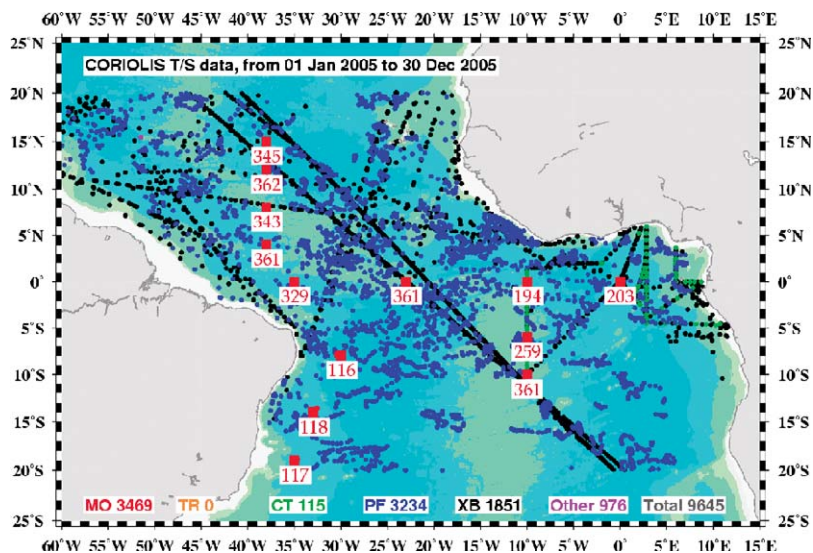 60°W 55°W 50°W 45°W 40°W 35°W 30°W 25°W 20°W 15°W 10°W 5°W 0° 5°E 10°E 15°E
25°N 25°N
CORIOLIS T/S data, from 01 Jan 2005 to 30 Dec 2005
20°N 20°N
15°N 15°N
345
362
10°N 10°N
343
5°N 5°N
361
0° 0°
329 361 194 203
5°S 5°S
259
116
10°S 10°S
361
15°S 15°S
118
20°S 20°S
117
MO 3469 TR 0 CT 115 PF 3234 XB 1851 Other 976 Total 9645
25°S 25°S
60°W 55°W 50°W 45°W 40°W 35°W 30°W 25°W 20°W 15°W 10°W 5°W 0° 5°E 10°E 15°E